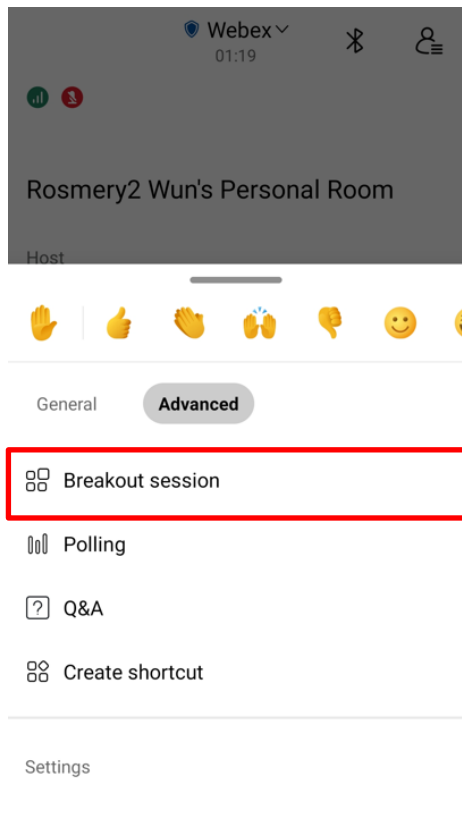 Webex
01:19
Rosmery2 Wun's Personal Room
Host
General
Advanced
Breakout session
Polling
Q&A
Create shortcut
Settings